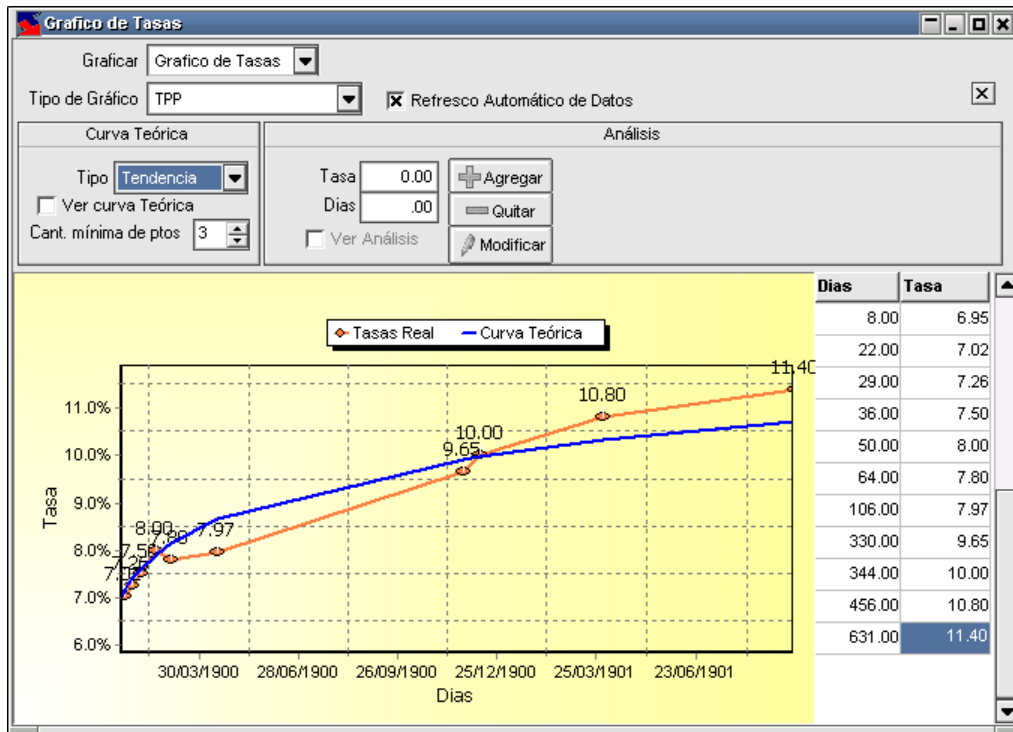 Grafico de Tasas
Graficar Grafico de Tasas
Tipo de Gráfico TPP Refresco Automático de Datos
Curva Teórica
Tipo Tendencia
Ver curva Teórica
Cant. mínima de ptos 3
Análisis
Tasa 0.00 Agregar
Dias .00 Quitar
Ver Análisis Modificar
Tasas Real Curva Teórica
11.40
10.80
10.00
9.65
8.00
7.97
11.0%
10.0%
9.0%
8.0%
7.0%
6.0%
Tasa
30/03/1900 28/06/1900 26/09/1900 25/12/1900 25/03/1901 23/06/1901
Dias
Dias Tasa
8.00 6.95
22.00 7.02
29.00 7.26
36.00 7.50
50.00 8.00
64.00 7.80
106.00 7.97
330.00 9.65
344.00 10.00
456.00 10.80
631.00 11.40